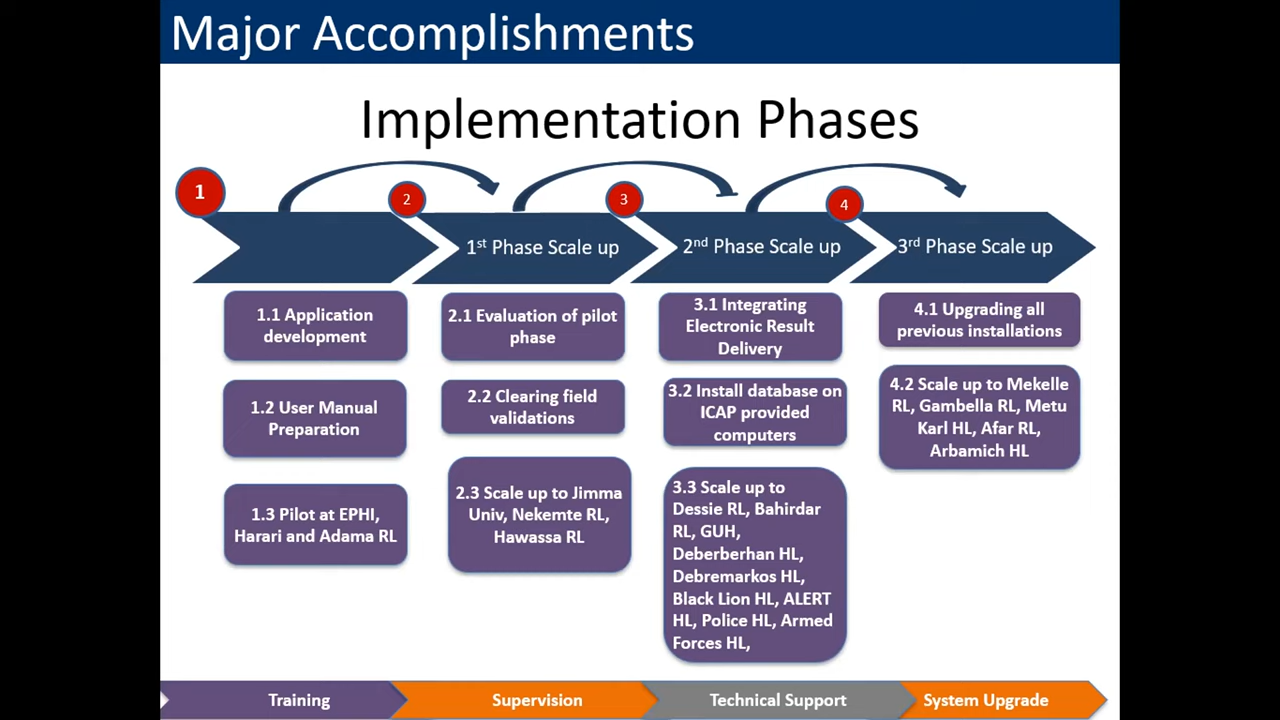 Major Accomplishments
Implementation Phases
1
2
3
4
1st Phase Scale up
2nd Phase Scale up
3rd Phase Scale up
1.1 Application
development
1.2 User Manual
Preparation
1.3 Pilot at EPHI,
Harari and Adama RL
2.1 Evaluation of pilot
phase
2.2 Clearing field
validations
2.3 Scale up to Jimma
Univ, Nekemte RL,
Hawassa RL
3.1 Integrating
Electronic Result
Delivery
3.2 Install database on
ICAP provided
computers
3.3 Scale up to
Dessie RL, Bahirdar
RL, GUH,
Deberberhan HL,
Debremarkos HL,
Black Lion HL, ALERT
HL, Police HL, Armed
Forces HL,
4.1 Upgrading all
previous installations
4.2 Scale up to Mekelle
RL, Gambella RL, Metu
Karl HL, Afar RL,
Arbamich HL
Training
Supervision
Technical Support
System Upgrade